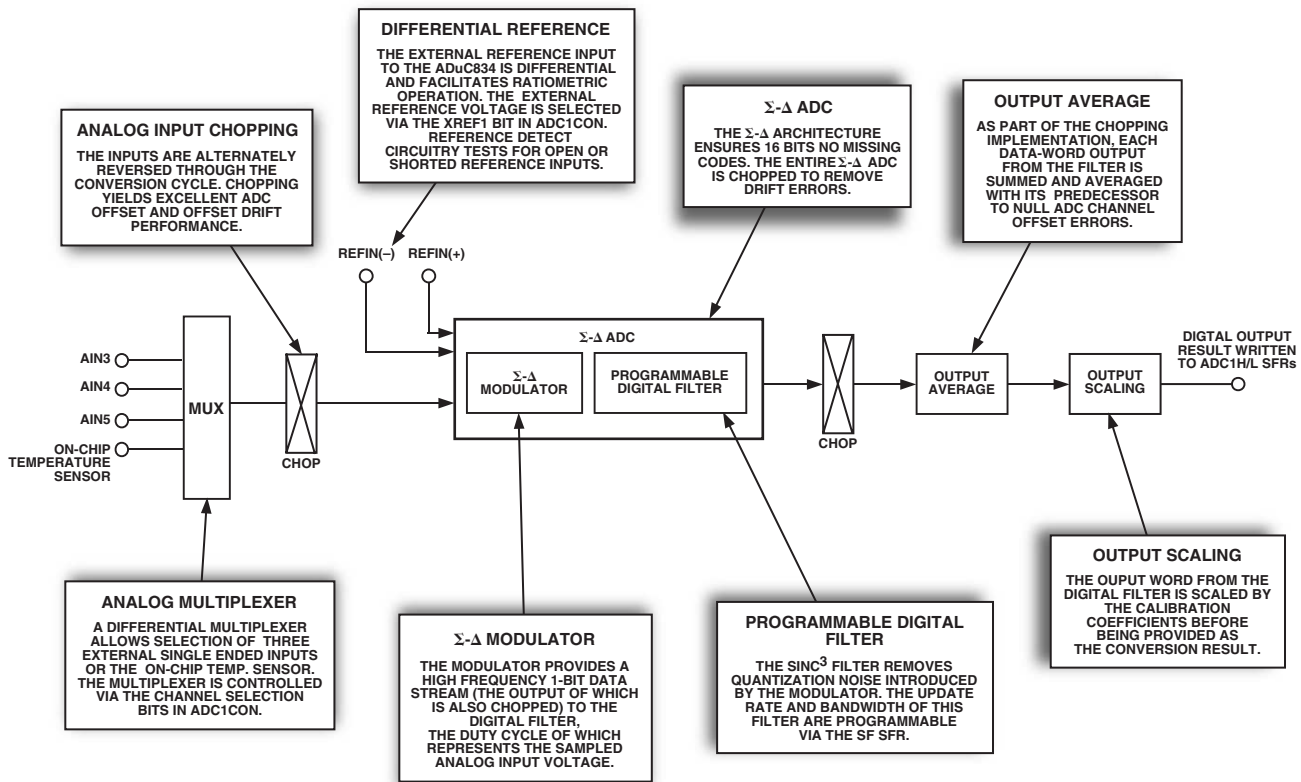 DIFFERENTIAL REFERENCE
THE EXTERNAL REFERENCE INPUT
TO THE ADuC834 IS DIFFERENTIAL
AND FACILITATES RATIOMETRIC
OPERATION. THE EXTERNAL
REFERENCE VOLTAGE IS SELECTED
VIA THE XREF1 BIT IN ADC1CON.
REFERENCE DETECT
CIRCUITRY TESTS FOR OPEN OR
SHORTED REFERENCE INPUTS.
ANALOG INPUT CHOPPING
THE INPUTS ARE ALTERNATELY
REVERSED THROUGH THE
CONVERSION CYCLE. CHOPPING
YIELDS EXCELLENT ADC
OFFSET AND OFFSET DRIFT
PERFORMANCE.
Σ-Δ ADC
THE Σ-Δ ARCHITECTURE
ENSURES 16 BITS NO MISSING
CODES. THE ENTIRE Σ-Δ ADC
IS CHOPPED TO REMOVE
DRIFT ERRORS.
OUTPUT AVERAGE
AS PART OF THE CHOPPING
IMPLEMENTATION, EACH
DATA-WORD OUTPUT
FROM THE FILTER IS
SUMMED AND AVERAGED
WITH ITS PREDECESSOR
TO NULL ADC CHANNEL
OFFSET ERRORS.
REFIN(–) REFIN(+)
AIN3
AIN4
AIN5
ON-CHIP
TEMPERATURE
SENSOR
MUX
CHOP
Σ-Δ ADC
Σ-Δ
MODULATOR
PROGRAMMABLE
DIGITAL FILTER
CHOP
OUTPUT
AVERAGE
OUTPUT
SCALING
DIGTAL OUTPUT
RESULT WRITTEN
TO ADC1H/L SFRs
ANALOG MULTIPLEXER
A DIFFERENTIAL MULTIPLEXER
ALLOWS SELECTION OF THREE
EXTERNAL SINGLE ENDED INPUTS
OR THE ON-CHIP TEMP. SENSOR.
THE MULTIPLEXER IS CONTROLLED
VIA THE CHANNEL SELECTION
BITS IN ADC1CON.
Σ-Δ MODULATOR
THE MODULATOR PROVIDES A
HIGH FREQUENCY 1-BIT DATA
STREAM (THE OUTPUT OF WHICH
IS ALSO CHOPPED) TO THE
DIGITAL FILTER,
THE DUTY CYCLE OF WHICH
REPRESENTS THE SAMPLED
ANALOG INPUT VOLTAGE.
PROGRAMMABLE DIGITAL
FILTER
THE SINC³ FILTER REMOVES
QUANTIZATION NOISE INTRODUCED
BY THE MODULATOR. THE UPDATE
RATE AND BANDWIDTH OF THIS
FILTER ARE PROGRAMMABLE
VIA THE SF SFR.
OUTPUT SCALING
THE OUPUT WORD FROM THE
DIGITAL FILTER IS SCALED BY
THE CALIBRATION
COEFFICIENTS BEFORE
BEING PROVIDED AS
THE CONVERSION RESULT.